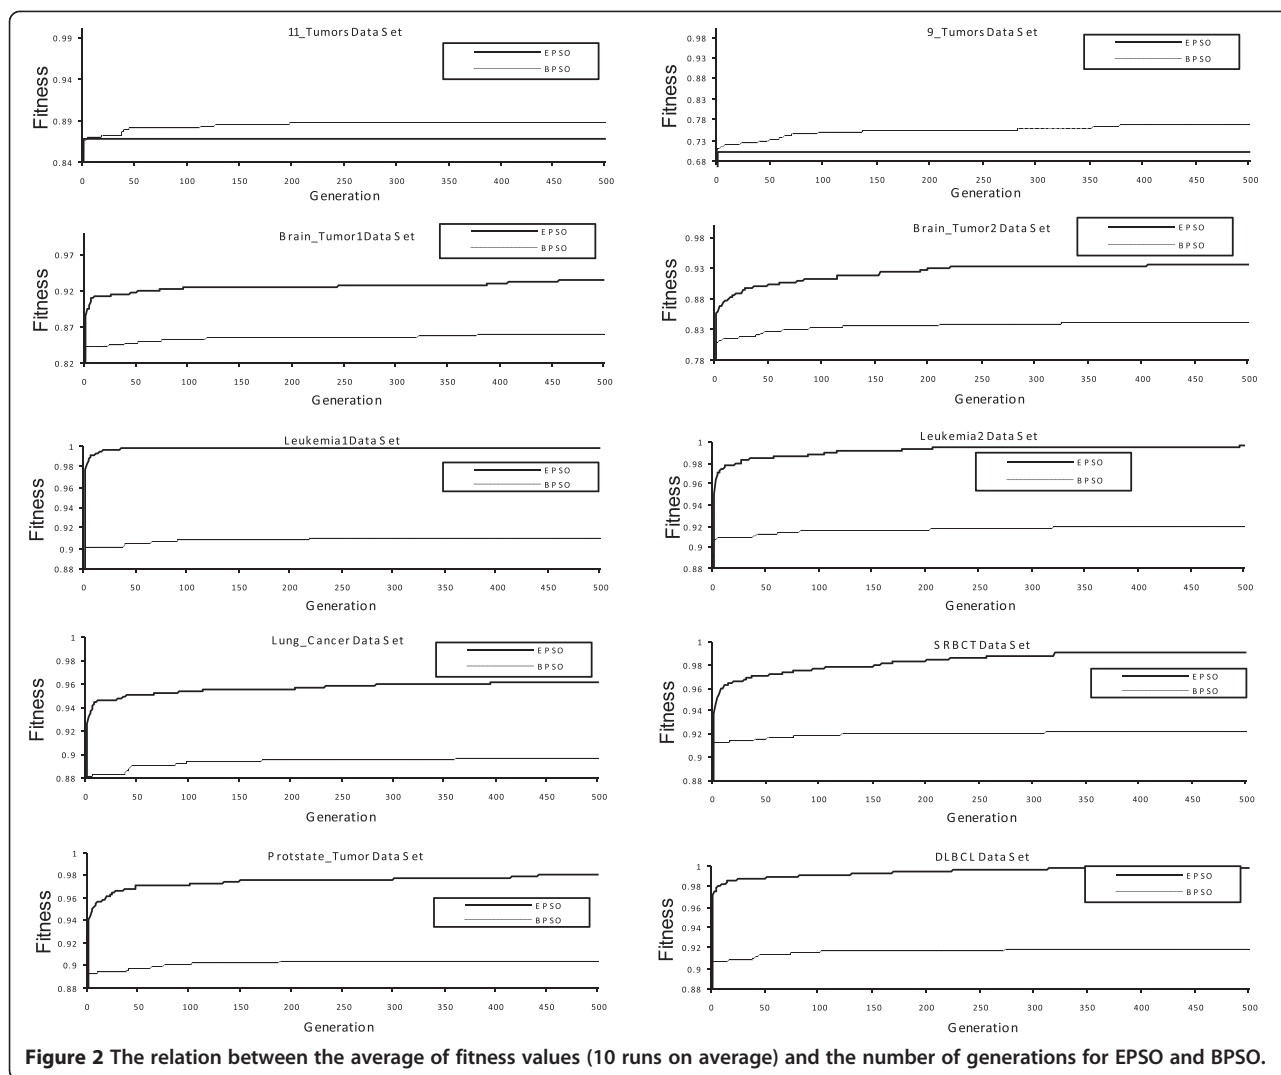 11_Tumors Data Set
EPSO
BPSO
Fitness
0.99
0.94
0.89
0.84
0 50 100 150 200 250 300 350 400 450 500
Generation
9_Tumors Data Set
EPSO
BPSO
Fitness
0.98
0.93
0.88
0.83
0.78
0.73
0.68
0 50 100 150 200 250 300 350 400 450 500
Generation
Brain_Tumor1 Data Set
EPSO
BPSO
Fitness
0.97
0.92
0.87
0.82
0 50 100 150 200 250 300 350 400 450 500
Generation
Brain_Tumor2 Data Set
EPSO
BPSO
Fitness
0.98
0.93
0.88
0.83
0.78
0 50 100 150 200 250 300 350 400 450 500
Generation
Leukemia1 Data Set
EPSO
BPSO
Fitness
1
0.98
0.96
0.94
0.92
0.9
0.88
0 50 100 150 200 250 300 350 400 450 500
Generation
Leukemia2 Data Set
EPSO
BPSO
Fitness
1
0.98
0.96
0.94
0.92
0.9
0.88
0 50 100 150 200 250 300 350 400 450 500
Generation
Lung_Cancer Data Set
EPSO
BPSO
Fitness
1
0.98
0.96
0.94
0.92
0.9
0.88
0 50 100 150 200 250 300 350 400 450 500
Generation
SRBCT Data Set
EPSO
BPSO
Fitness
1
0.98
0.96
0.94
0.92
0.9
0.88
0 50 100 150 200 250 300 350 400 450 500
Generation
Protstate_Tumor Data Set
EPSO
BPSO
Fitness
1
0.98
0.96
0.94
0.92
0.9
0.88
0 50 100 150 200 250 300 350 400 450 500
Generation
DLBCL Data Set
EPSO
BPSO
Fitness
1
0.98
0.96
0.94
0.92
0.9
0.88
0 50 100 150 200 250 300 350 400 450 500
Generation
Figure 2 The relation between the average of fitness values (10 runs on average) and the number of generations for EPSO and BPSO.